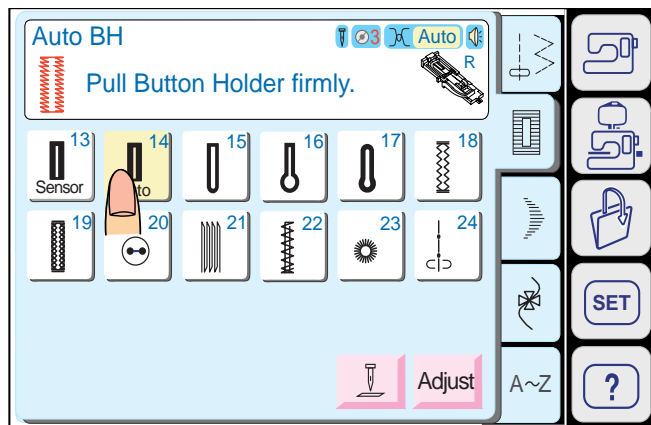 Auto BH
3 Auto
R
Pull Button Holder firmly.
13 14 15 16 17 18
Sensor
19 20 21 22 23 24
SET
Adjust
A~Z
?